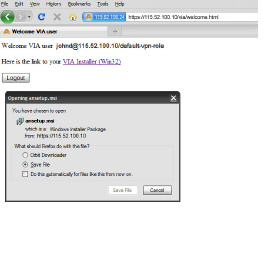 File Edit View History Bookmarks Tools Help
115.52.100.24 https://115.52.100.10/via/welcome.html
Welcome VIA user
Welcome VIA user johnd@115.52.100.10/default-vpn-role
Here is the link to your VIA Installer (Win32)
Logout
Opening ansetup.msi
You have chosen to open
ansetup.msi
which is a: Windows Installer Package
from: https://115.52.100.10
What should Firefox do with this file?
Orbit Downloader
Save File
Do this automatically for files like this from now on.
Save File Cancel